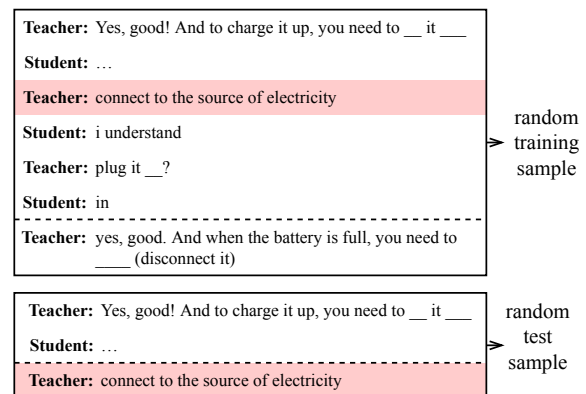 Teacher: Yes, good! And to charge it up, you need to __ it ___
Student: …
Teacher: connect to the source of electricity
Student: i understand
Teacher: plug it __?
Student: in
Teacher: yes, good. And when the battery is full, you need to
____ (disconnect it)
random
training
sample
Teacher: Yes, good! And to charge it up, you need to __ it ___
Student: …
Teacher: connect to the source of electricity
random
test
sample